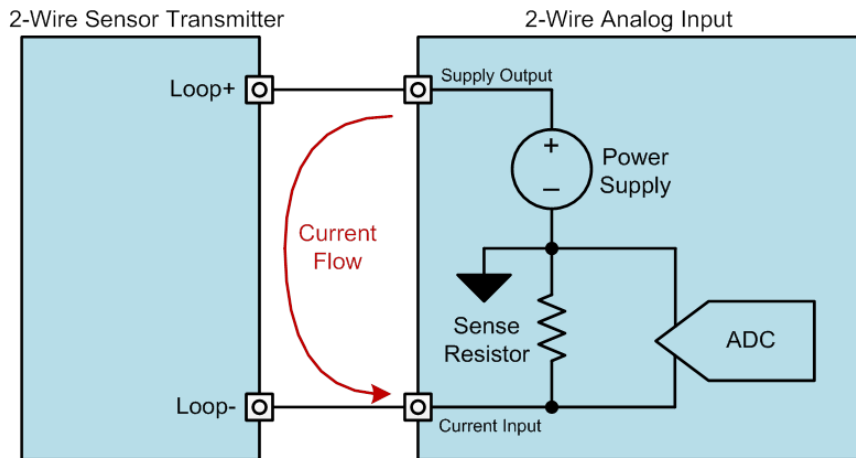 2-Wire Sensor Transmitter
2-Wire Analog Input
Loop+
Supply Output
+
–
Power
Supply
Current
Flow
Sense
Resistor
ADC
Loop-
Current Input